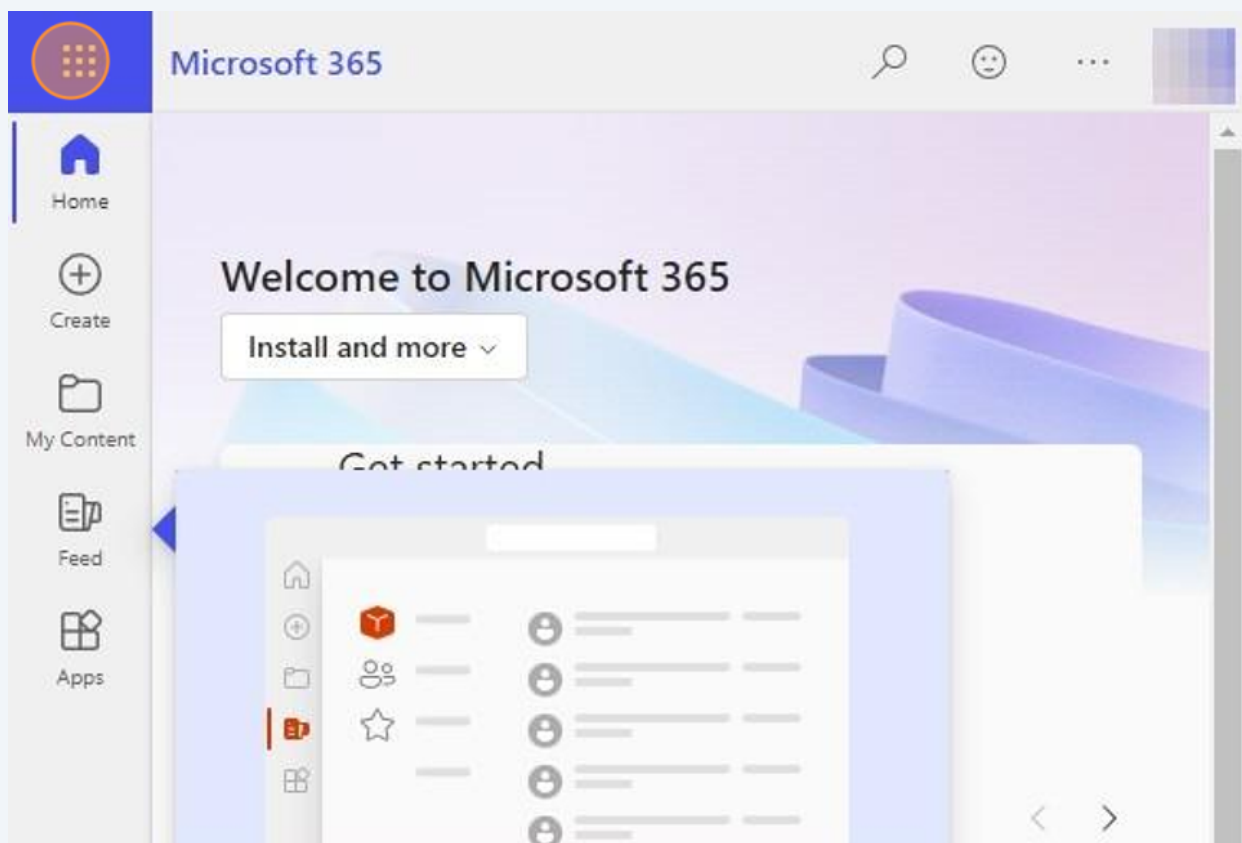 Microsoft 365
Home
Create
My Content
Feed
Apps
Welcome to Microsoft 365
Install and more
Get started